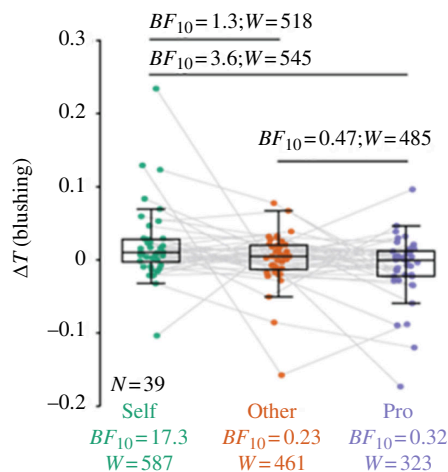 BF10 = 1.3; W = 518
BF10 = 3.6; W = 545
BF10 = 0.47; W = 485
0.3
0.2
0.1
0
−0.1
−0.2
ΔT (blushing)
N = 39
Self Other Pro
BF10 = 17.3 BF10 = 0.23 BF10 = 0.32
W = 587 W = 461 W = 323